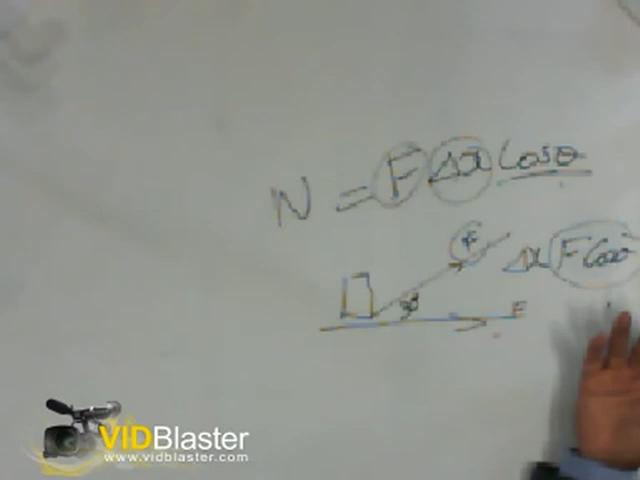 N = F Δx Cosθ
F
Δx F Cosθ
θ
F
VIDBlaster
www.vidblaster.com